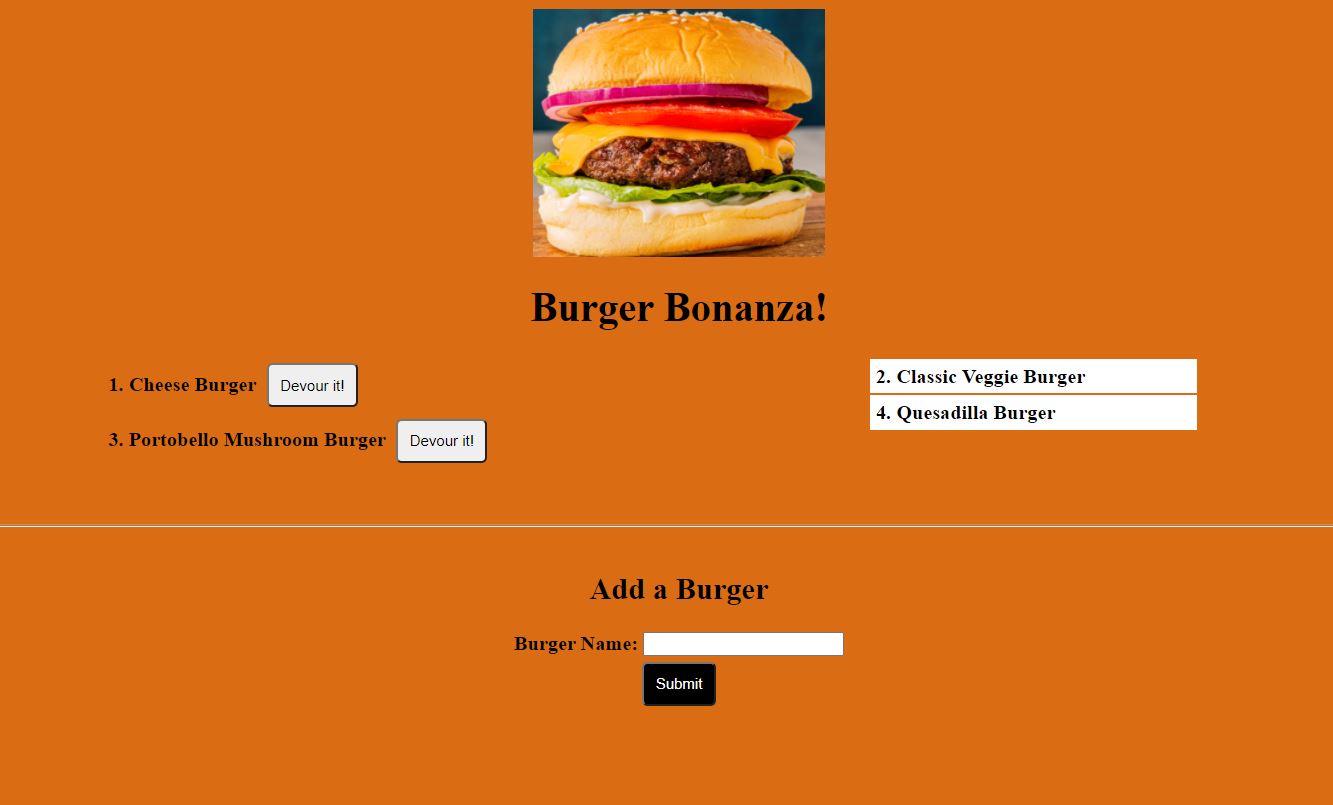 Burger Bonanza!
1. Cheese Burger Devour it!
3. Portobello Mushroom Burger Devour it!
2. Classic Veggie Burger
4. Quesadilla Burger
Add a Burger
Burger Name:
Submit